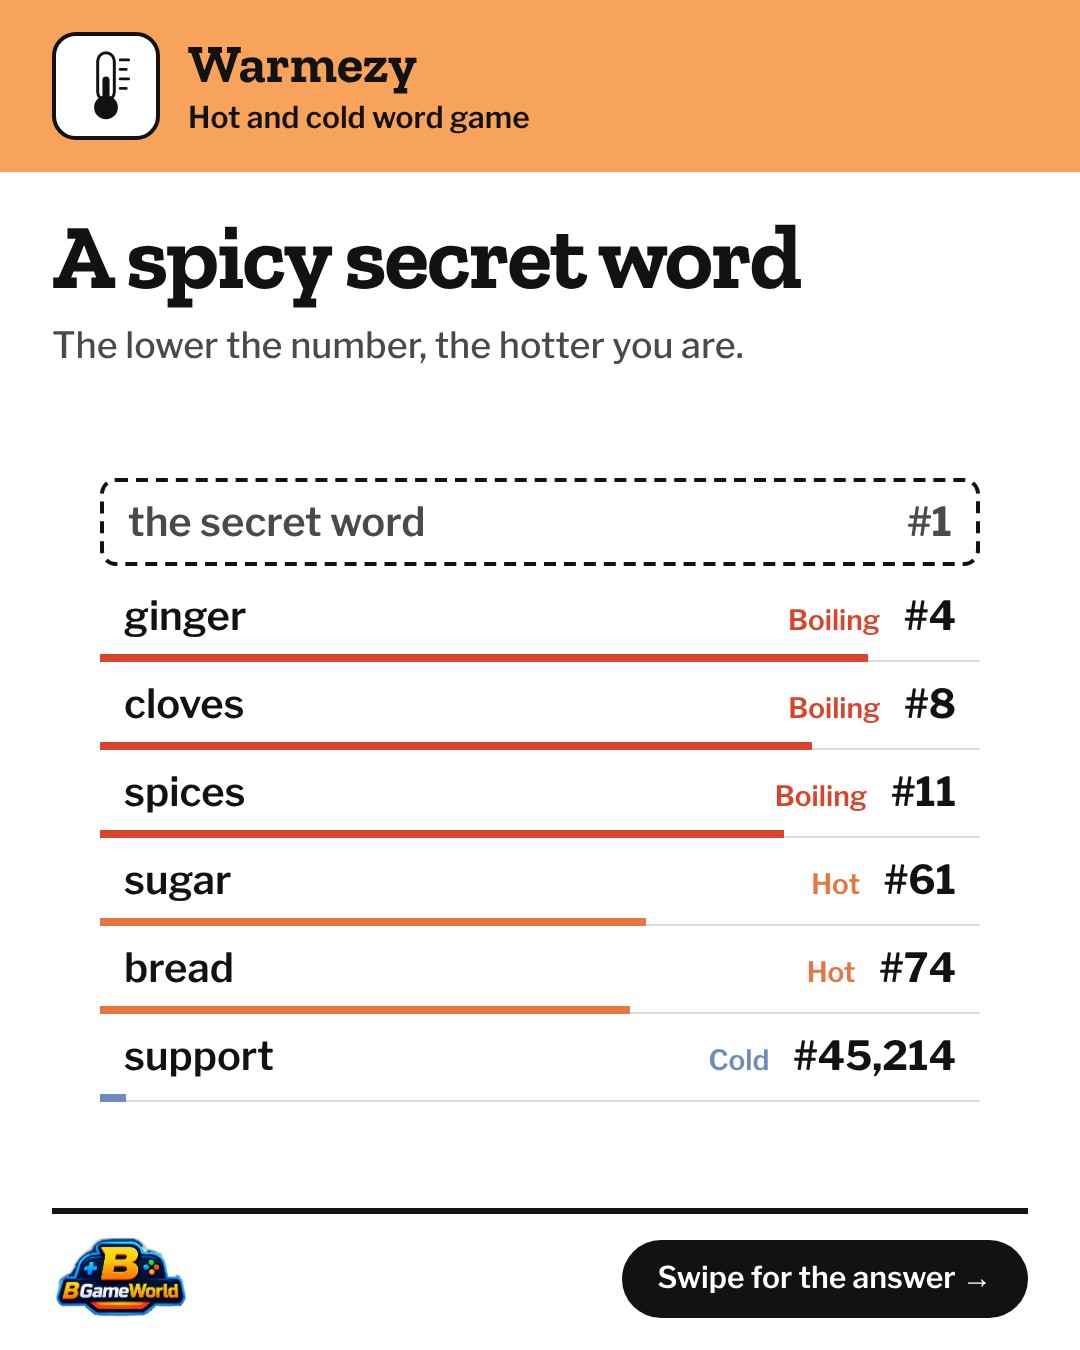 Warmezy
Hot and cold word game
A spicy secret word
The lower the number, the hotter you are.
the secret word #1
ginger Boiling #4
cloves Boiling #8
spices Boiling #11
sugar Hot #61
bread Hot #74
support Cold #45,214
B
BGameWorld
Swipe for the answer →